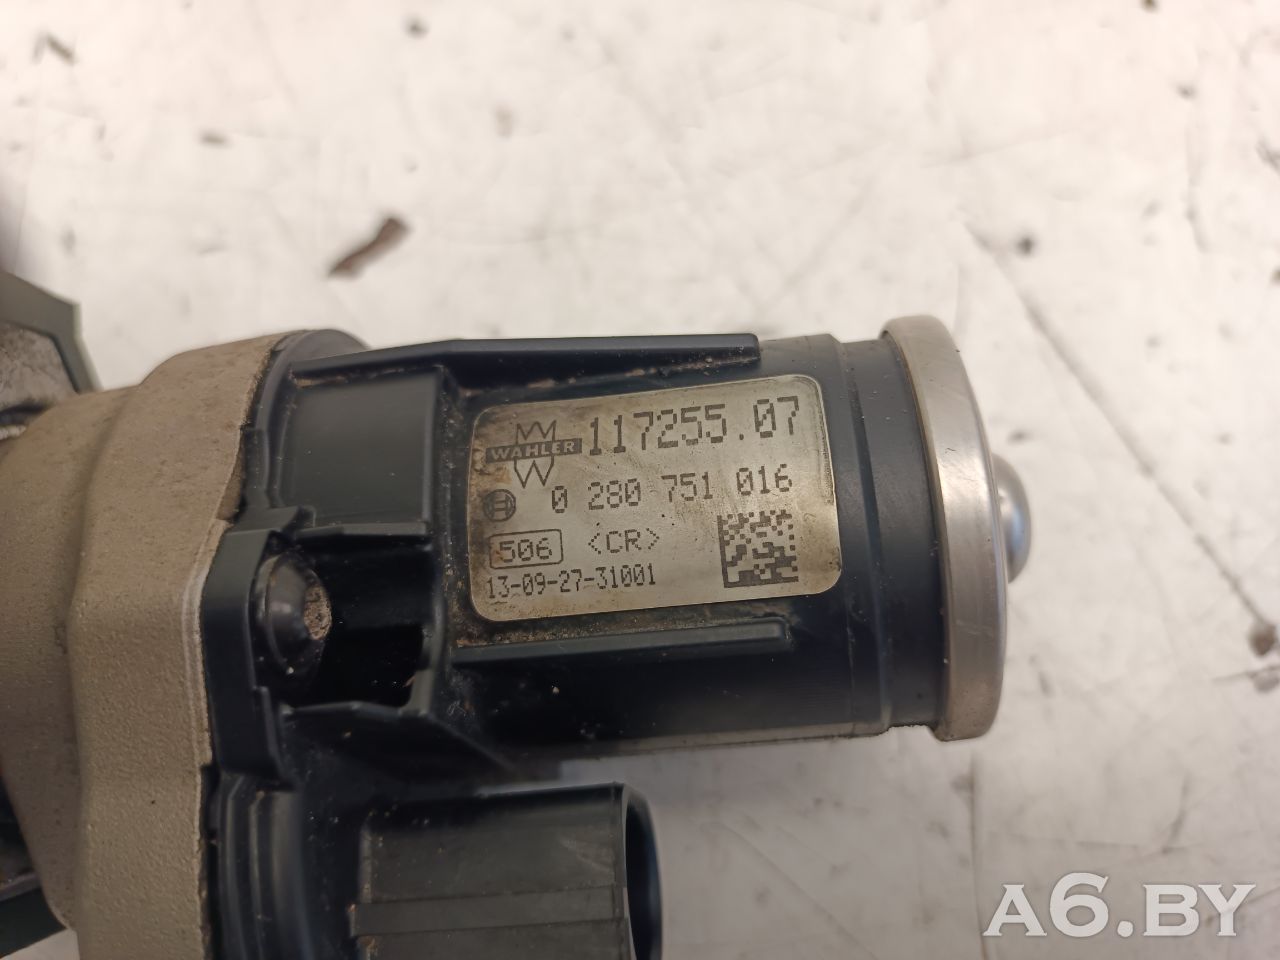 WAHLER 117255.07
0 280 751 016
506 <CR>
13-09-27-31001
A6.BY